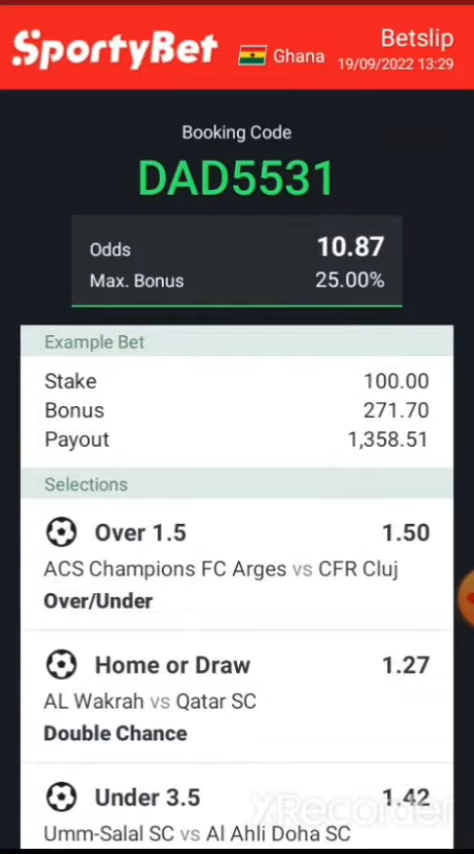 SportyBet Ghana Betslip
19/09/2022 13:29
Booking Code
DAD5531
Odds 10.87
Max. Bonus 25.00%
Example Bet
Stake 100.00
Bonus 271.70
Payout 1,358.51
Selections
Over 1.5 1.50
ACS Champions FC Arges vs CFR Cluj
Over/Under
Home or Draw 1.27
AL Wakrah vs Qatar SC
Double Chance
Under 3.5 1.42
XRecorder
Umm-Salal SC vs Al Ahli Doha SC